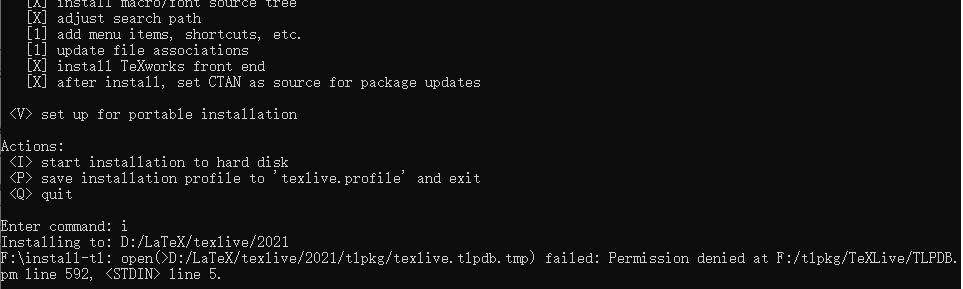 [X] install macro/font source tree
[X] adjust search path
[1] add menu items, shortcuts, etc.
[1] update file associations
[X] install TeXworks front end
[X] after install, set CTAN as source for package updates
<V> set up for portable installation
Actions:
<I> start installation to hard disk
<P> save installation profile to 'texlive.profile' and exit
<Q> quit
Enter command: i
Installing to: D:/LaTeX/texlive/2021
F:\install-tl: open(>D:/LaTeX/texlive/2021/tlpkg/texlive.tlpdb.tmp) failed: Permission denied at F:/tlpkg/TeXLive/TLPDB.
pm line 592, <STDIN> line 5.